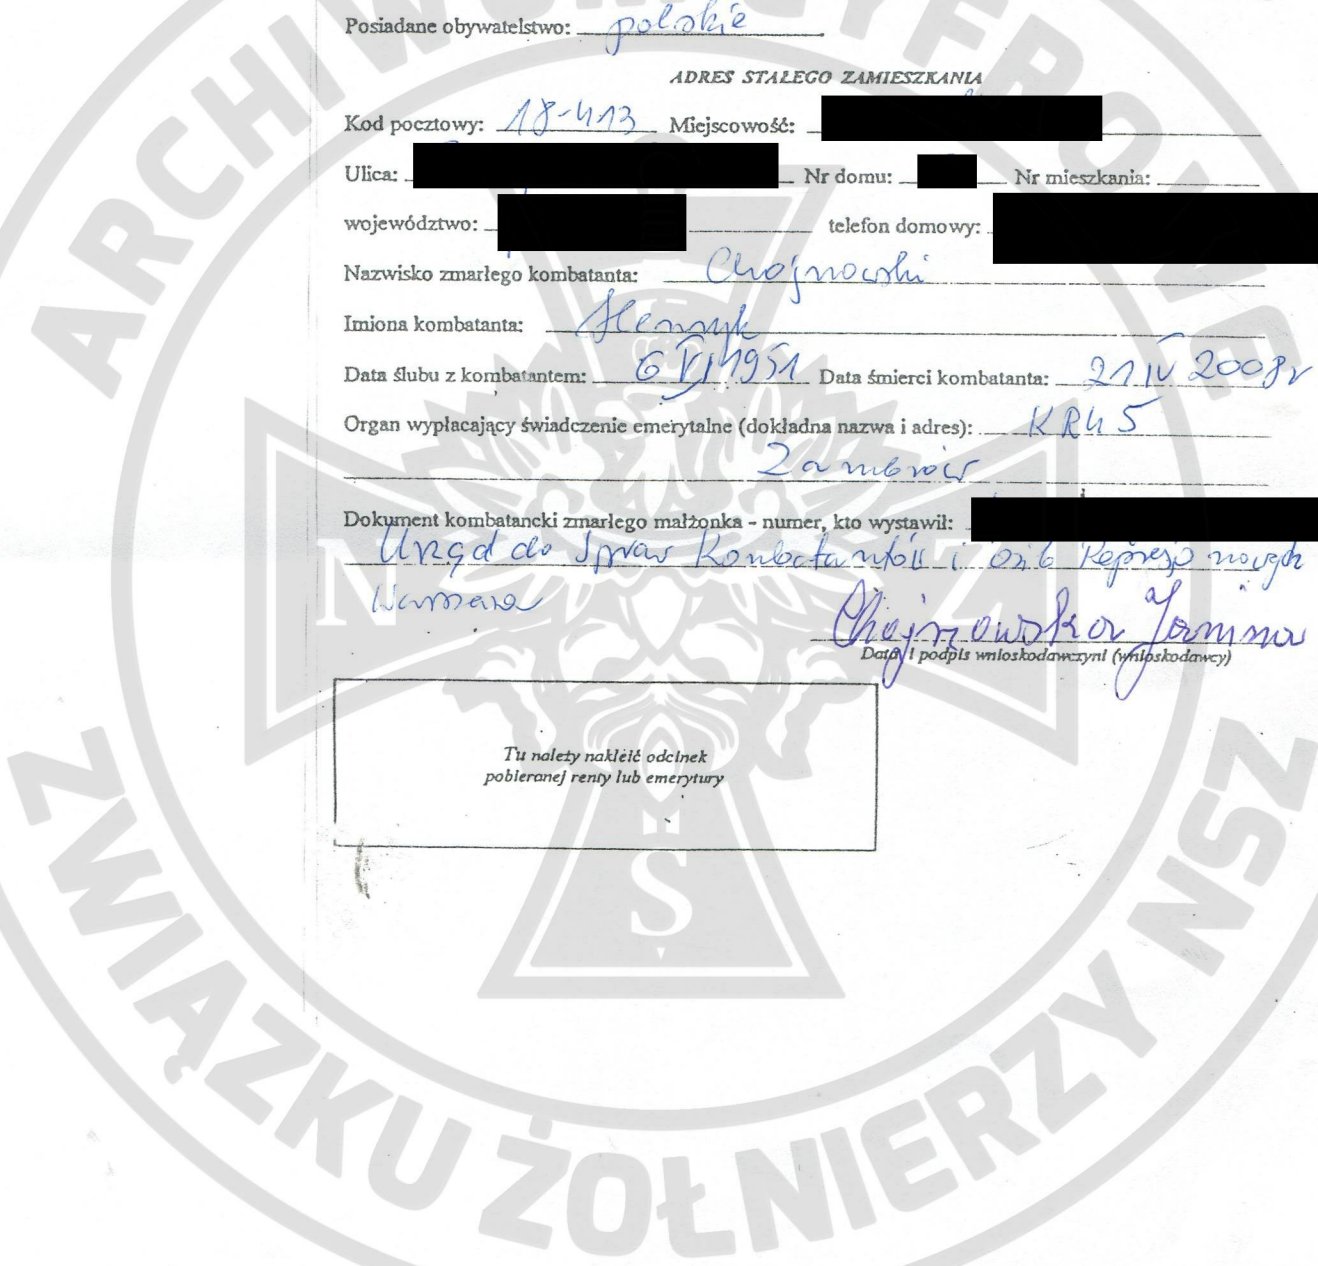 Posiadane obywatelstwo: polskie
ADRES STAŁEGO ZAMIESZKANIA
Kod pocztowy: 18-413 Miejscowość:
Ulica: Nr domu: Nr mieszkania:
województwo: telefon domowy:
Nazwisko zmarłego kombatanta: Chojnowski
Imiona kombatanta: Henryk
Data ślubu z kombatantem: 6 VI 1951 Data śmierci kombatanta: 21 IV 2008r
Organ wypłacający świadczenie emerytalne (dokładna nazwa i adres): KRUS
Zambrów
Dokument kombatancki zmarłego małżonka - numer, kto wystawił:
Urząd do Spraw Kombatantów i Osób Represjonowanych
Warszawa
Chojnowska Janina
Data i podpis wnioskodawczyni (wnioskodawcy)
Tu należy nakleić odcinek
pobieranej renty lub emerytury
ARCHIWUM CYFROWE
ZWIĄZKU ŻOŁNIERZY NSZ
N S Z